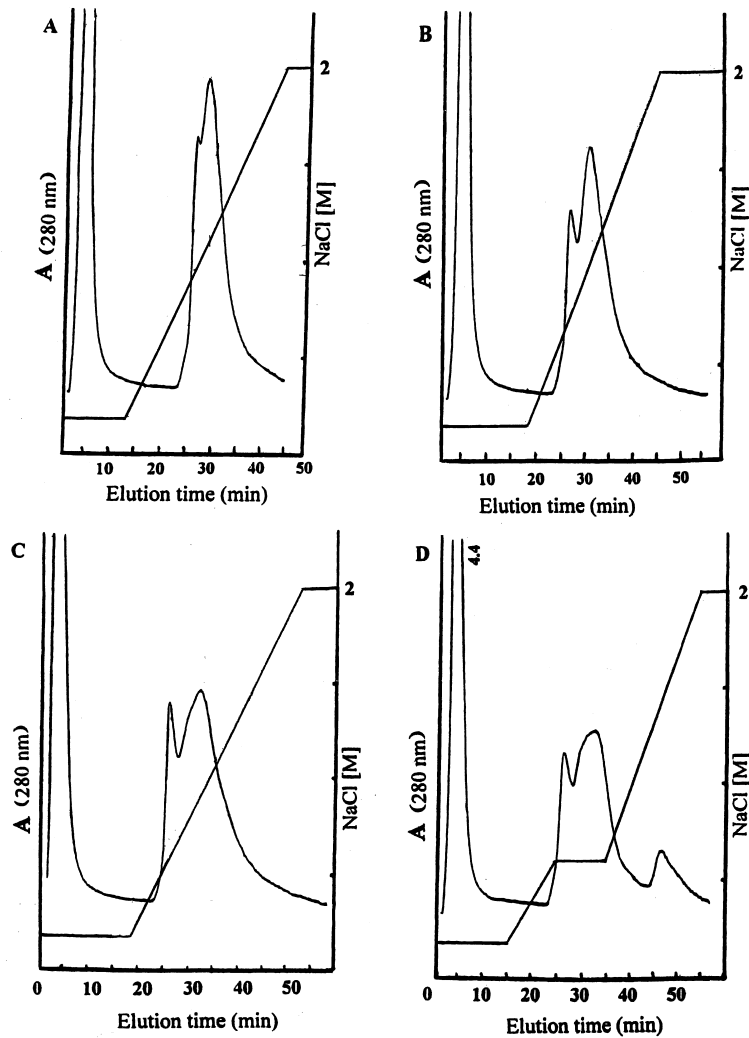 A
2
A (280 nm)
NaCl [M]
10 20 30 40 50
Elution time (min)
B
2
A (280 nm)
NaCl [M]
10 20 30 40 50
Elution time (min)
C
2
A (280 nm)
NaCl [M]
0 10 20 30 40 50
Elution time (min)
D
4.4
2
A (280 nm)
NaCl [M]
0 10 20 30 40 50
Elution time (min)